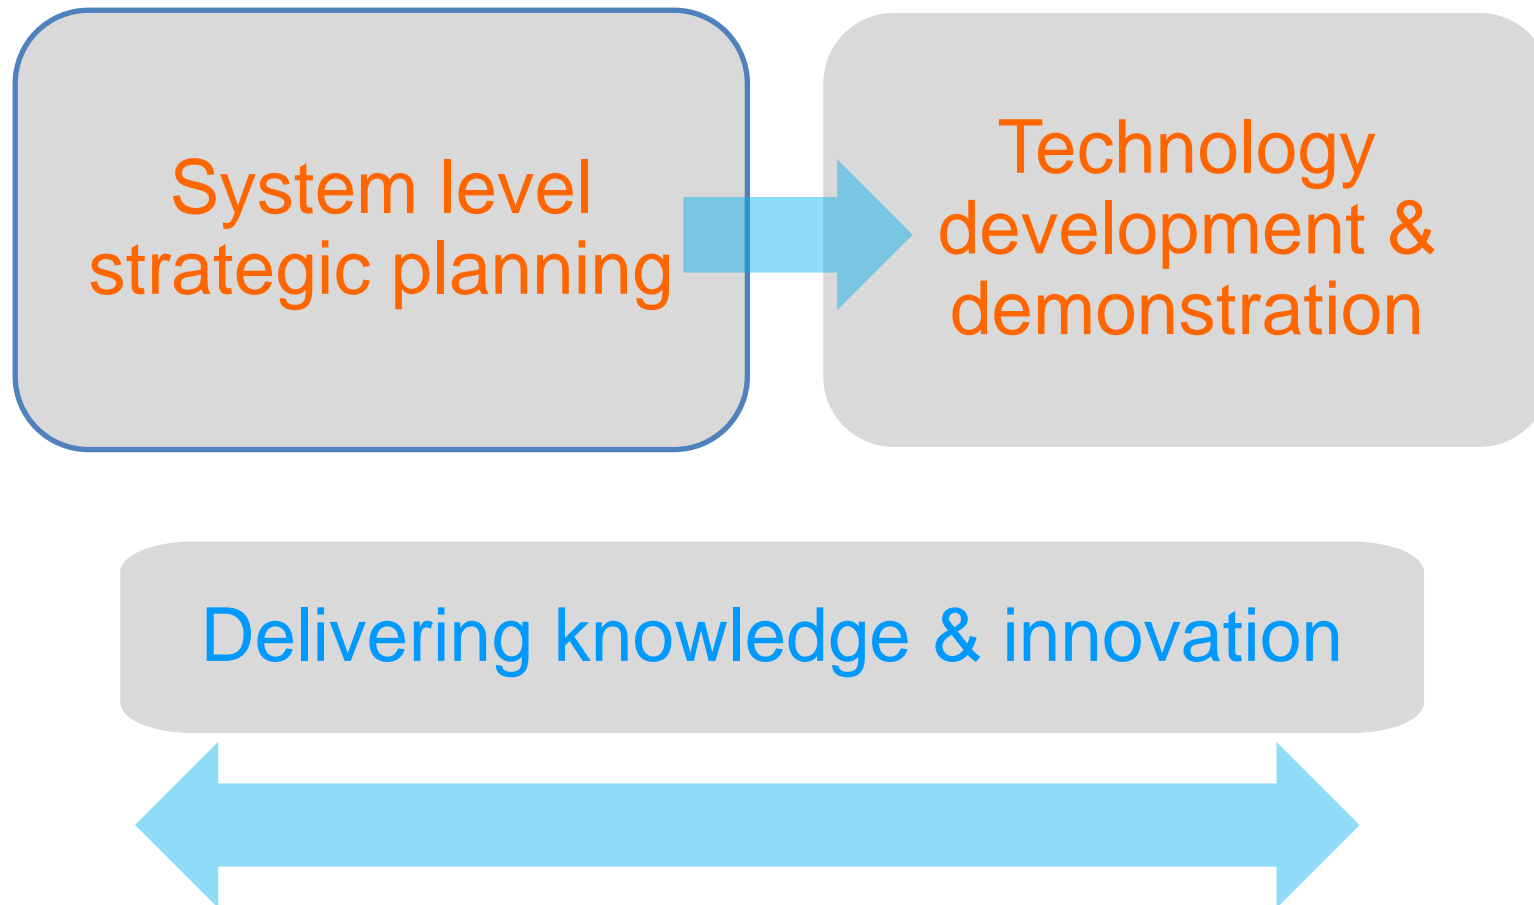 System level
strategic planning
Technology
development &
demonstration
Delivering knowledge & innovation